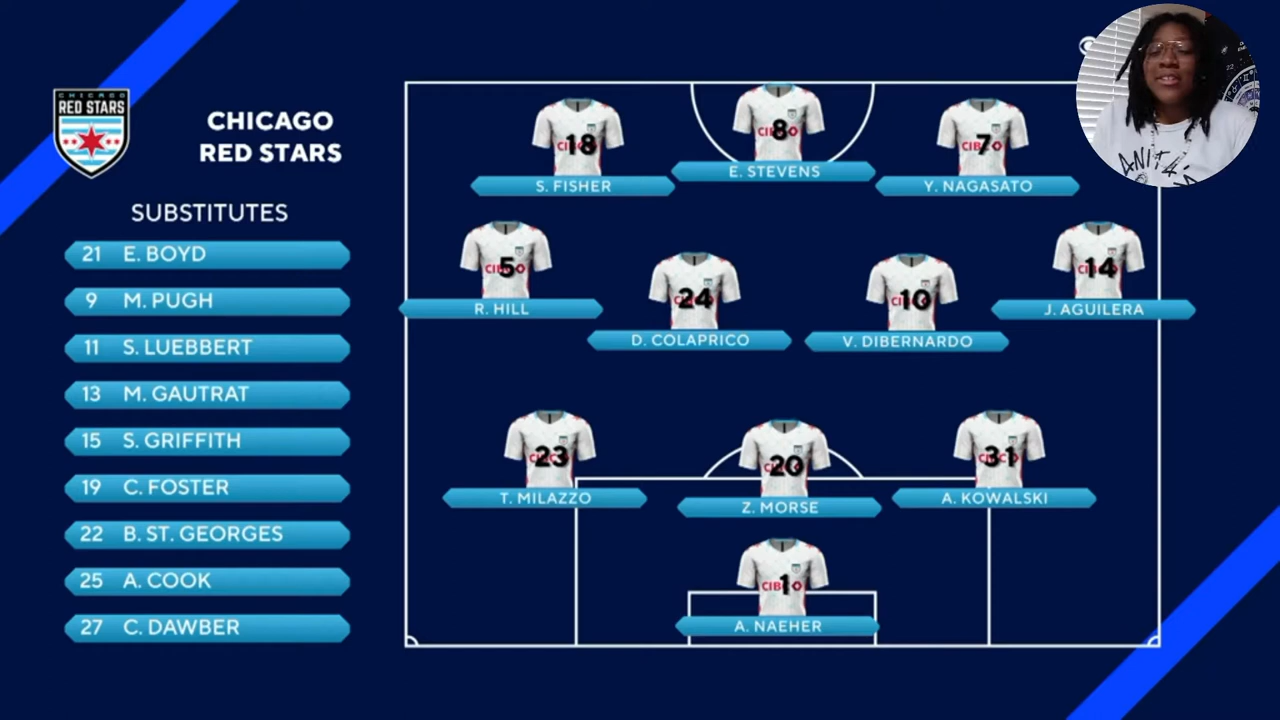 CHICAGO
RED STARS
CHICAGO
RED STARS
SUBSTITUTES
21 E. BOYD
9 M. PUGH
11 S. LUEBBERT
13 M. GAUTRAT
15 S. GRIFFITH
19 C. FOSTER
22 B. ST. GEORGES
25 A. COOK
27 C. DAWBER
18
S. FISHER
8
E. STEVENS
7
Y. NAGASATO
5
R. HILL
24
D. COLAPRICO
10
V. DIBERNARDO
14
J. AGUILERA
23
T. MILAZZO
20
Z. MORSE
31
A. KOWALSKI
1
A. NAEHER